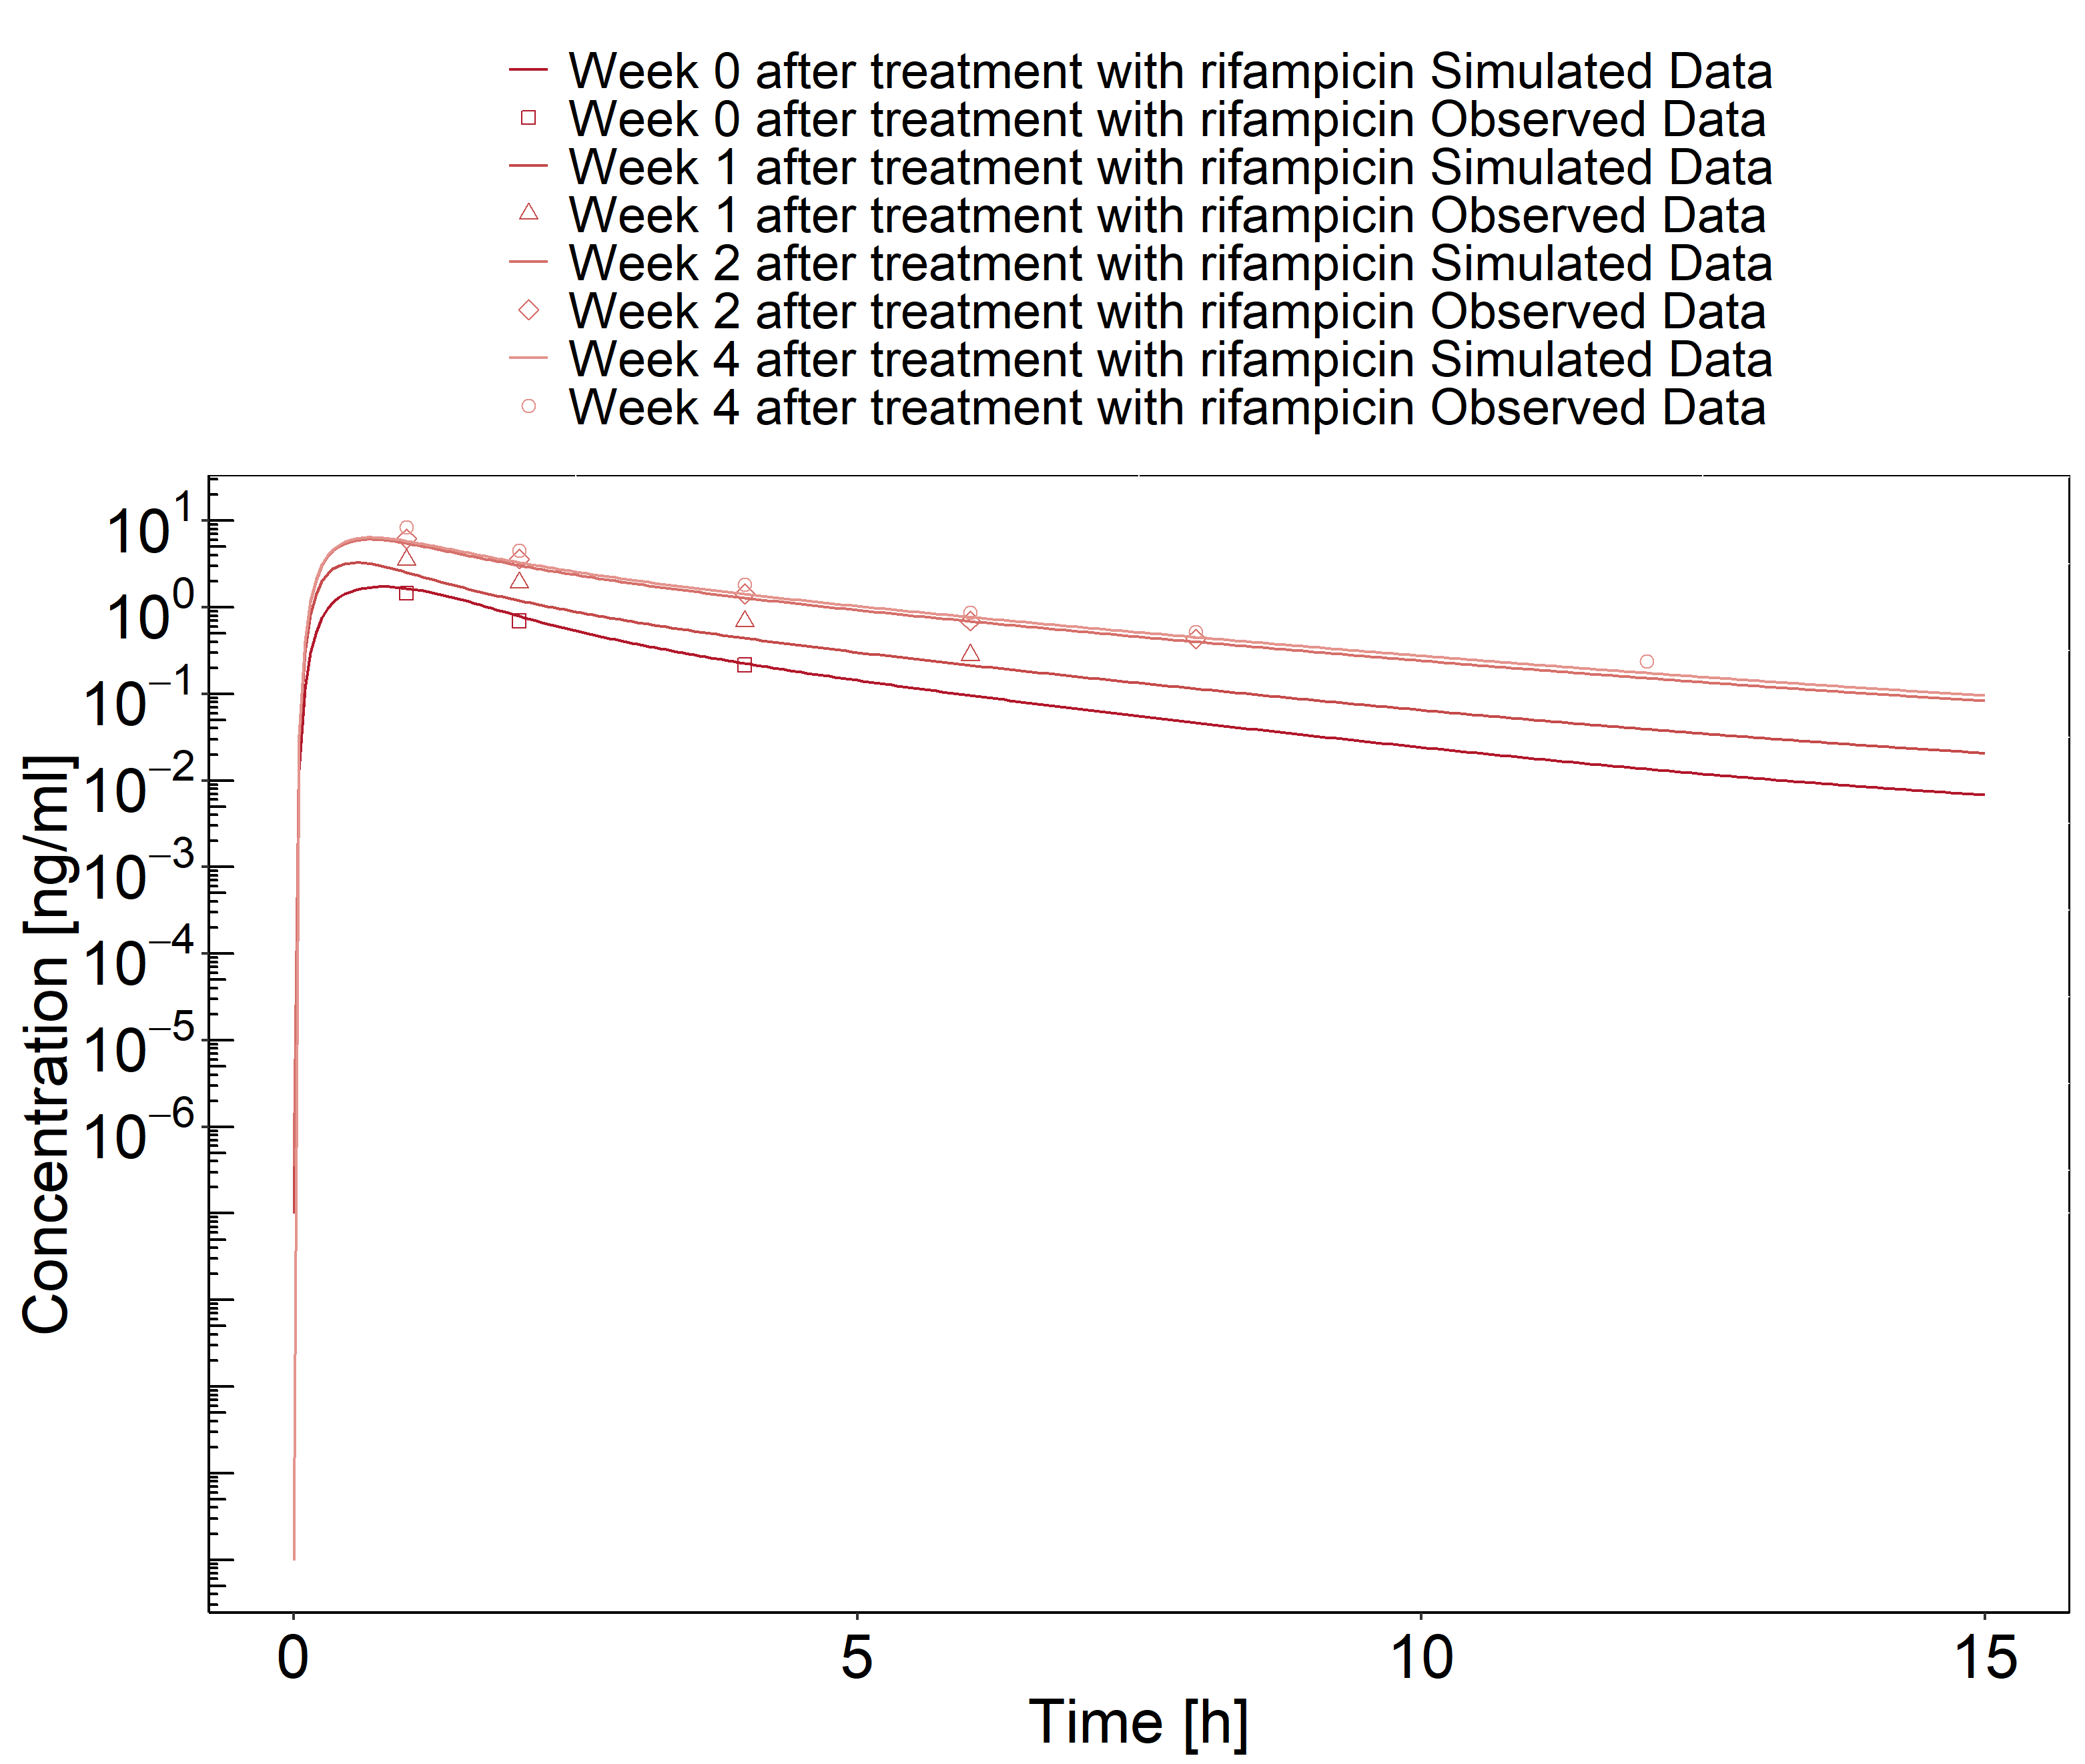 Week 0 after treatment with rifampicin Simulated Data
Week 0 after treatment with rifampicin Observed Data
Week 1 after treatment with rifampicin Simulated Data
Week 1 after treatment with rifampicin Observed Data
Week 2 after treatment with rifampicin Simulated Data
Week 2 after treatment with rifampicin Observed Data
Week 4 after treatment with rifampicin Simulated Data
Week 4 after treatment with rifampicin Observed Data
10¹
10⁰
10⁻¹
10⁻²
10⁻³
10⁻⁴
10⁻⁵
10⁻⁶
Concentration [ng/ml]
0 5 10 15
Time [h]